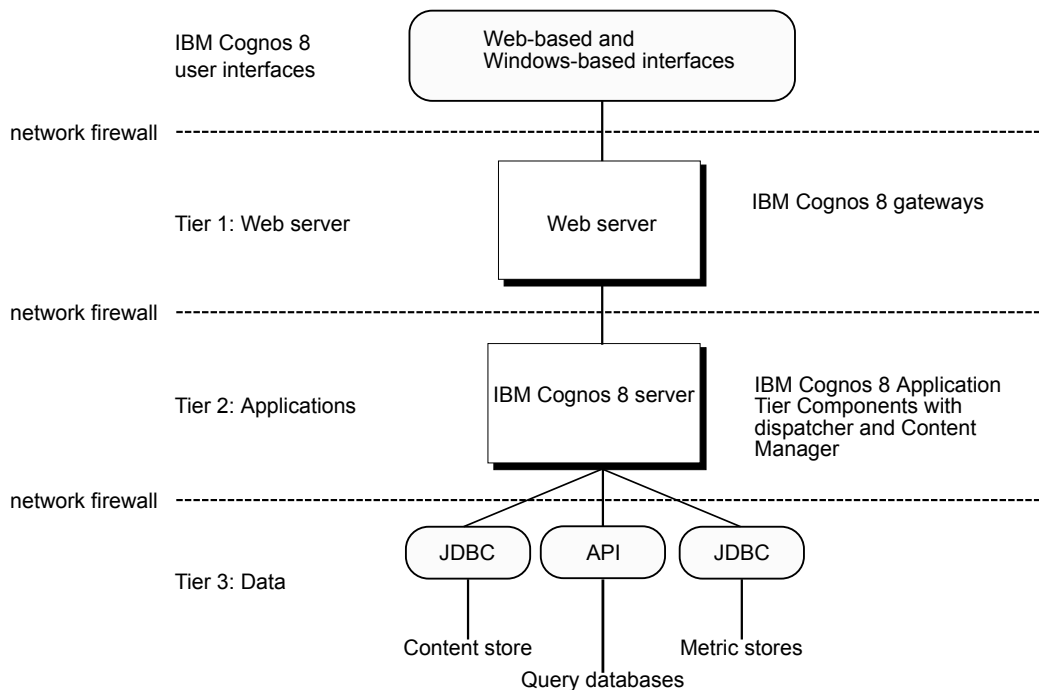 IBM Cognos 8
user interfaces
Web-based and
Windows-based interfaces
network firewall
Tier 1: Web server
Web server
IBM Cognos 8 gateways
network firewall
Tier 2: Applications
IBM Cognos 8 server
IBM Cognos 8 Application
Tier Components with
dispatcher and Content
Manager
network firewall
JDBC
API
JDBC
Tier 3: Data
Content store
Metric stores
Query databases